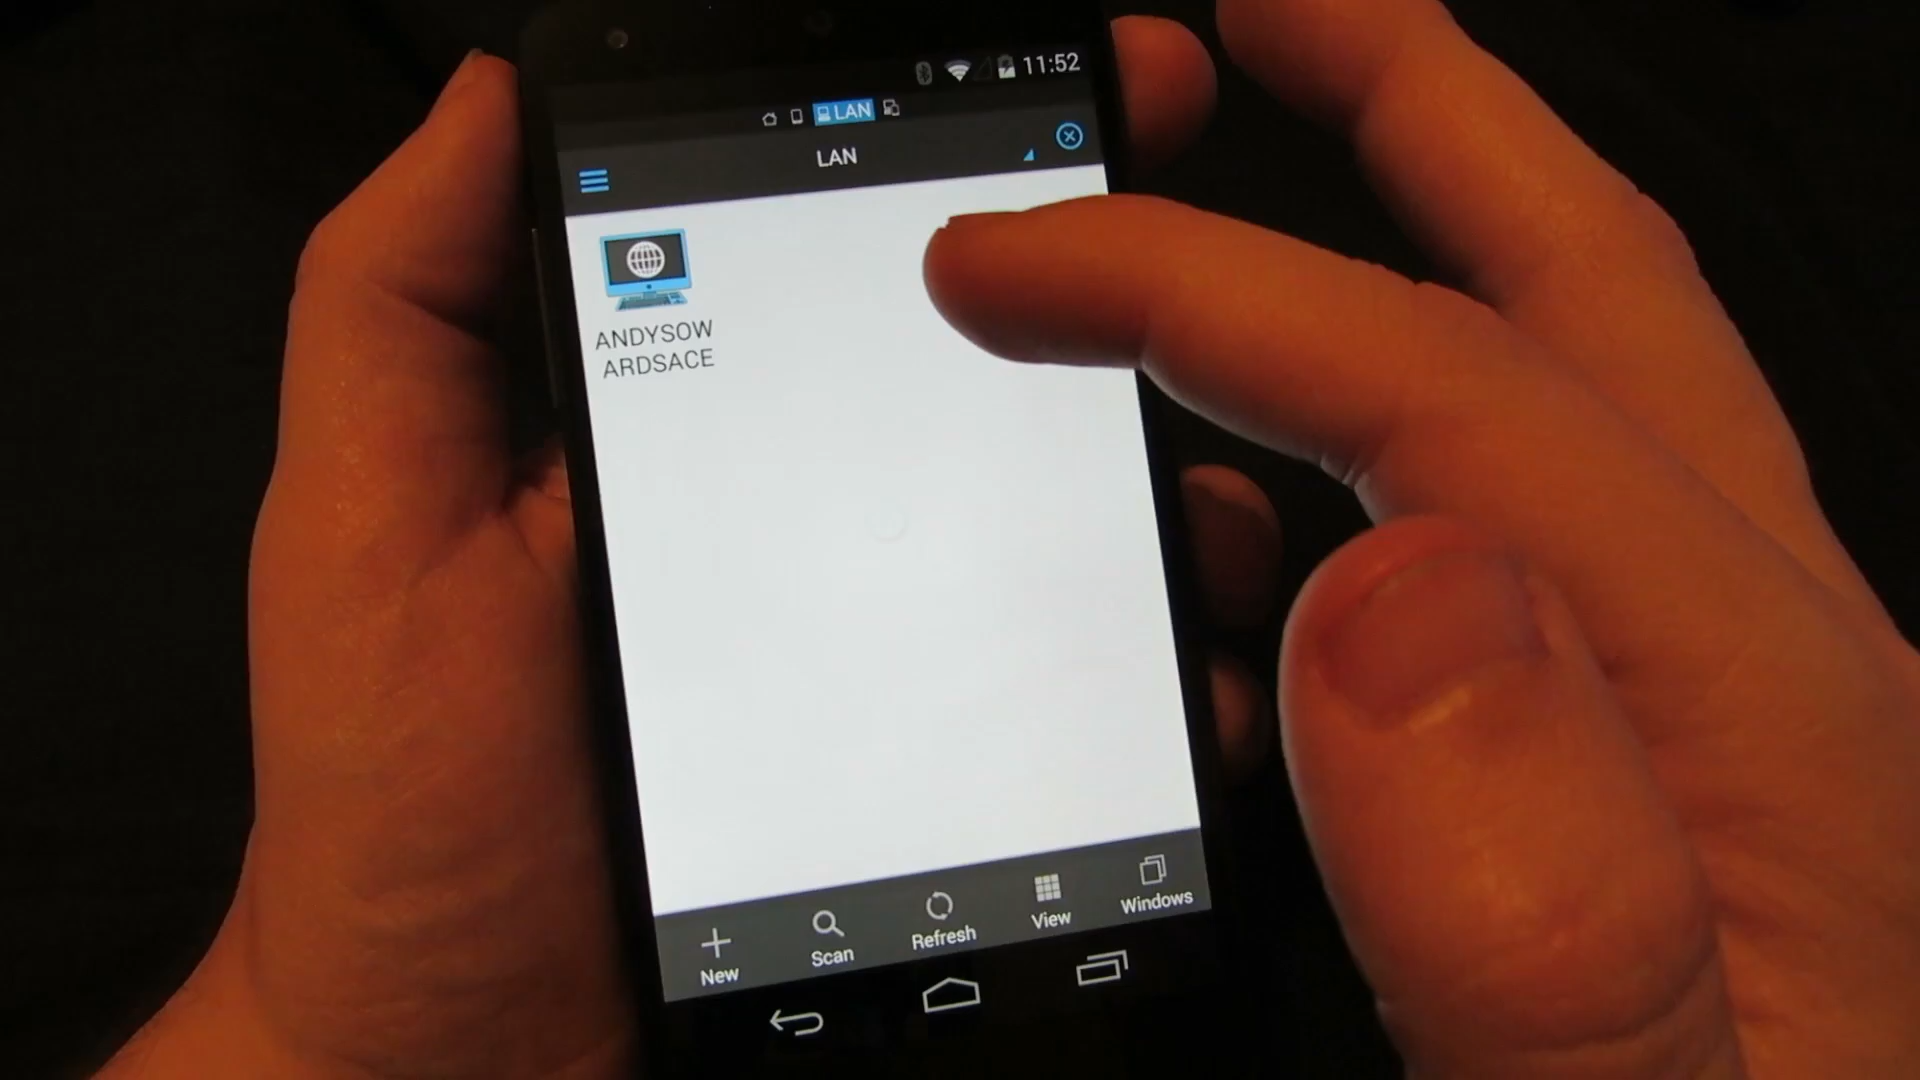 11:52
LAN
LAN
ANDYSOW
ARDSACE
New
Scan
Refresh
View
Windows